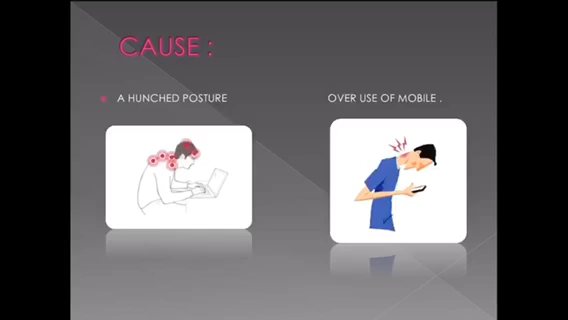 CAUSE :
A HUNCHED POSTURE
OVER USE OF MOBILE .